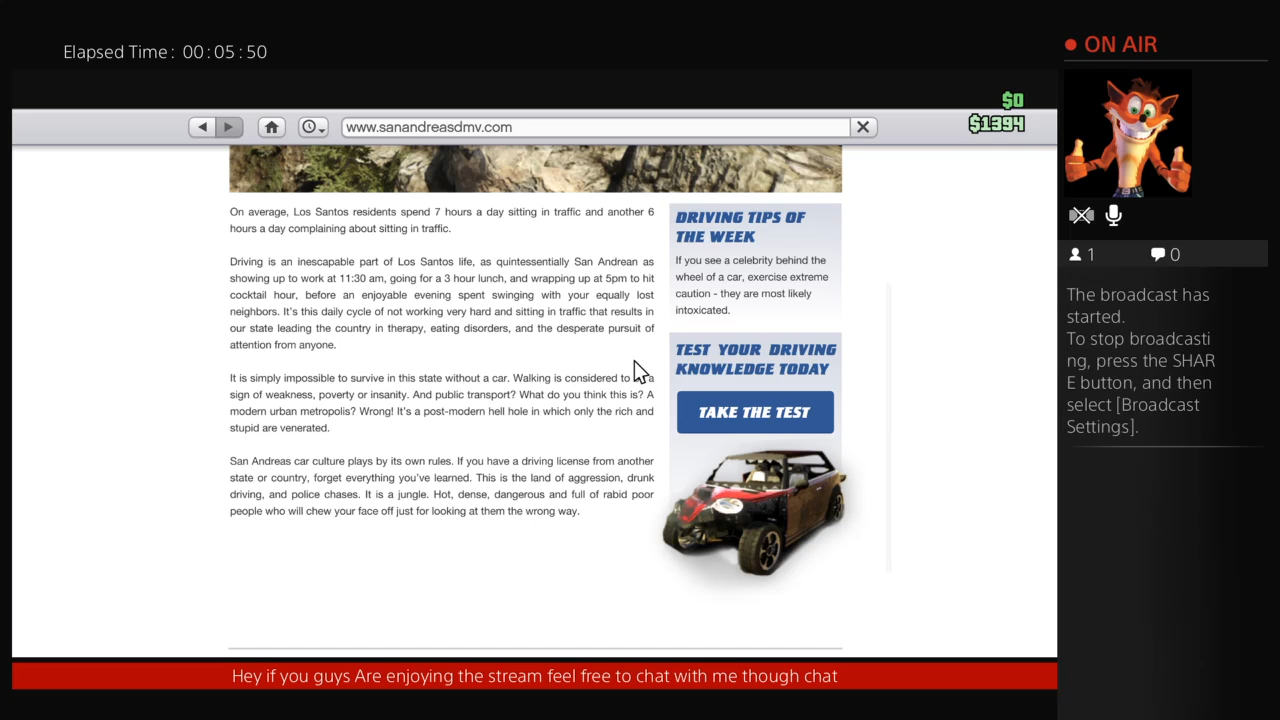 Elapsed Time: 00:05:50
ON AIR
$0
$1394
www.sanandreasdmv.com
1
0
On average, Los Santos residents spend 7 hours a day sitting in traffic and another 6
hours a day complaining about sitting in traffic.
Driving is an inescapable part of Los Santos life, as quintessentially San Andrean as
showing up to work at 11:30 am, going for a 3 hour lunch, and wrapping up at 5pm to hit
cocktail hour, before an enjoyable evening spent swinging with your equally lost
neighbors. It's this daily cycle of not working very hard and sitting in traffic that results in
our state leading the country in therapy, eating disorders, and the desperate pursuit of
attention from anyone.
It is simply impossible to survive in this state without a car. Walking is considered to a
sign of weakness, poverty or insanity. And public transport? What do you think this is? A
modern urban metropolis? Wrong! It's a post-modern hell hole in which only the rich and
stupid are venerated.
San Andreas car culture plays by its own rules. If you have a driving license from another
state or country, forget everything you've learned. This is the land of aggression, drunk
driving, and police chases. It is a jungle. Hot, dense, dangerous and full of rabid poor
people who will chew your face off just for looking at them the wrong way.
DRIVING TIPS OF
THE WEEK
If you see a celebrity behind the
wheel of a car, exercise extreme
caution - they are most likely
intoxicated.
TEST YOUR DRIVING
KNOWLEDGE TODAY
TAKE THE TEST
The broadcast has
started.
To stop broadcasti
ng, press the SHAR
E button, and then
select [Broadcast
Settings].
Hey if you guys Are enjoying the stream feel free to chat with me though chat